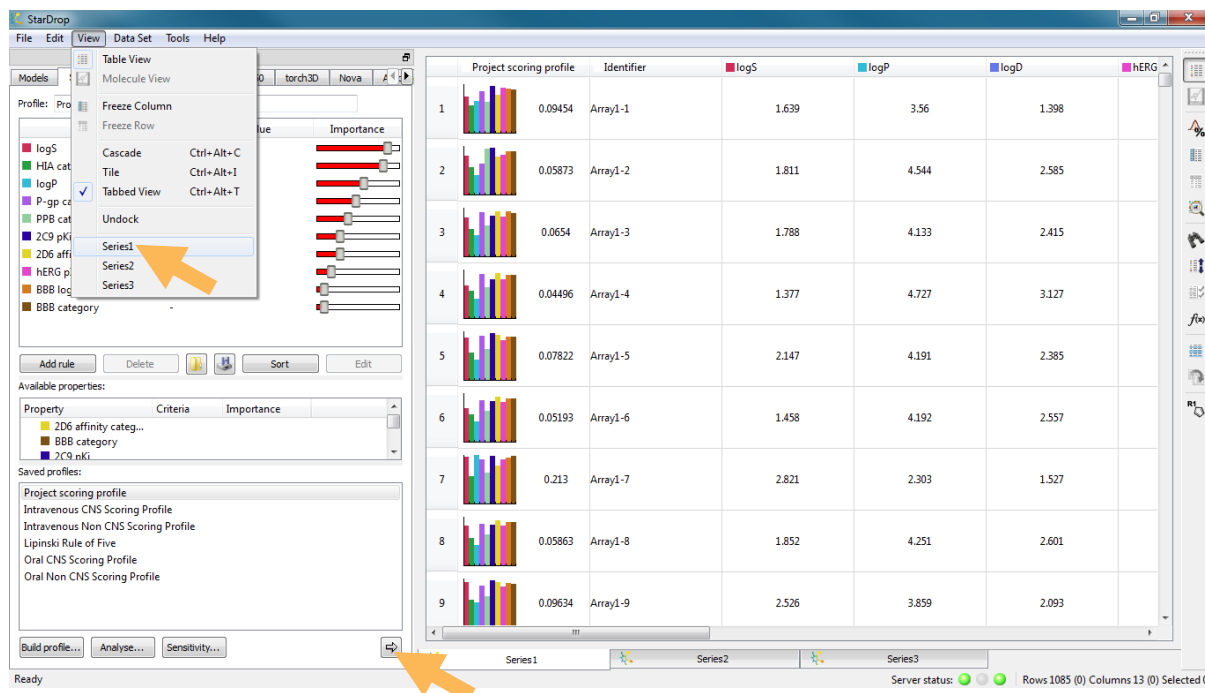 StarDrop
File Edit View Data Set Tools Help
Table View
Molecule View
Freeze Column
Freeze Row
Cascade Ctrl+Alt+C
Tile Ctrl+Alt+I
Tabbed View Ctrl+Alt+T
Undock
Series1
Series2
Series3
Models torch3D Nova
Profile: Pro
Importance
logS
HIA cat
logP
P-gp ca
PPB cat
2C9 pKi
2D6 affi
hERG p
BBB log
BBB category -
Add rule Delete Sort Edit
Available properties:
Property Criteria Importance
2D6 affinity categ...
BBB category
2C9 pKi
Saved profiles:
Project scoring profile
Intravenous CNS Scoring Profile
Intravenous Non CNS Scoring Profile
Lipinski Rule of Five
Oral CNS Scoring Profile
Oral Non CNS Scoring Profile
Build profile... Analyse... Sensitivity...
Ready
Project scoring profile Identifier logS logP logD hERG
1 0.09454 Array1-1 1.639 3.56 1.398
2 0.05873 Array1-2 1.811 4.544 2.585
3 0.0654 Array1-3 1.788 4.133 2.415
4 0.04496 Array1-4 1.377 4.727 3.127
5 0.07822 Array1-5 2.147 4.191 2.385
6 0.05193 Array1-6 1.458 4.192 2.557
7 0.213 Array1-7 2.821 2.303 1.527
8 0.05863 Array1-8 1.852 4.251 2.601
9 0.09634 Array1-9 2.526 3.859 2.093
Series1 Series2 Series3
Server status: Rows 1085 (0) Columns 13 (0) Selected
f(x)
R1